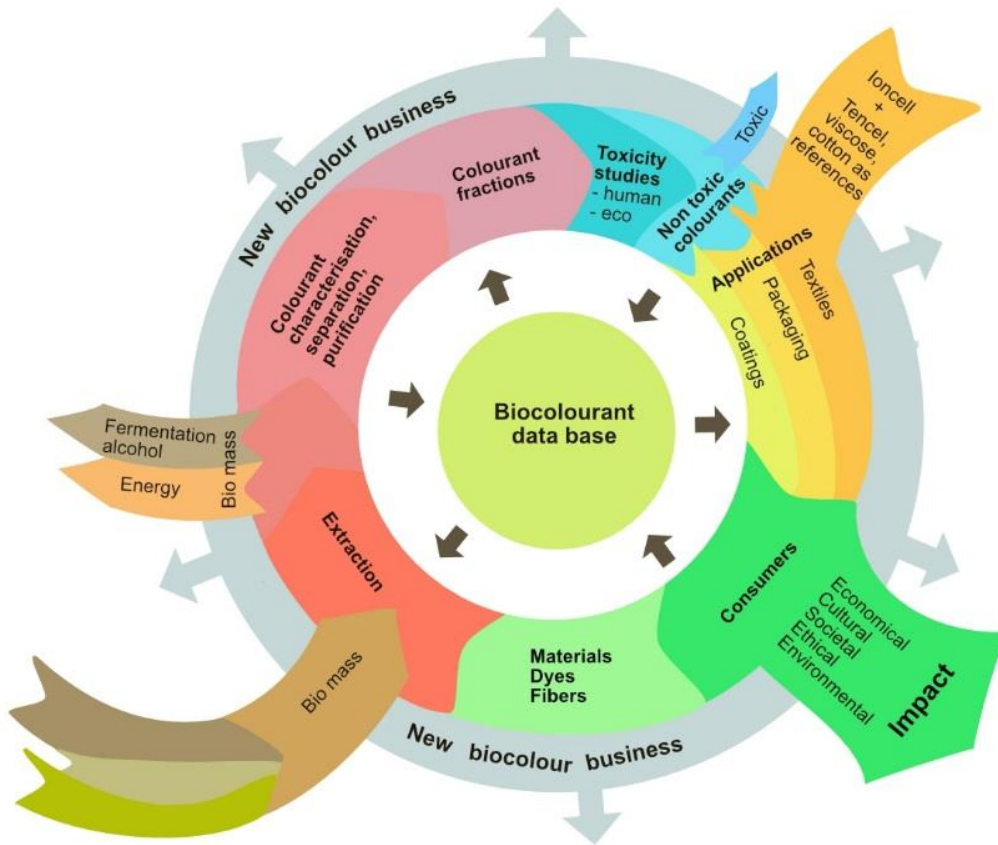 New biocolour business
Colourant
fractions
Toxicity
studies
- human
- eco
Toxic
Non toxic
colourants
Ioncell
+
Tencel,
viscose,
cotton as
references
Applications
Textiles
Packaging
Coatings
Colourant
characterisation,
separation,
purification
Biocolourant
data base
Fermentation
alcohol
Energy
Bio mass
Extraction
Bio mass
Materials
Dyes
Fibers
Consumers
Economical
Cultural
Societal
Ethical
Environmental
Impact
New biocolour business